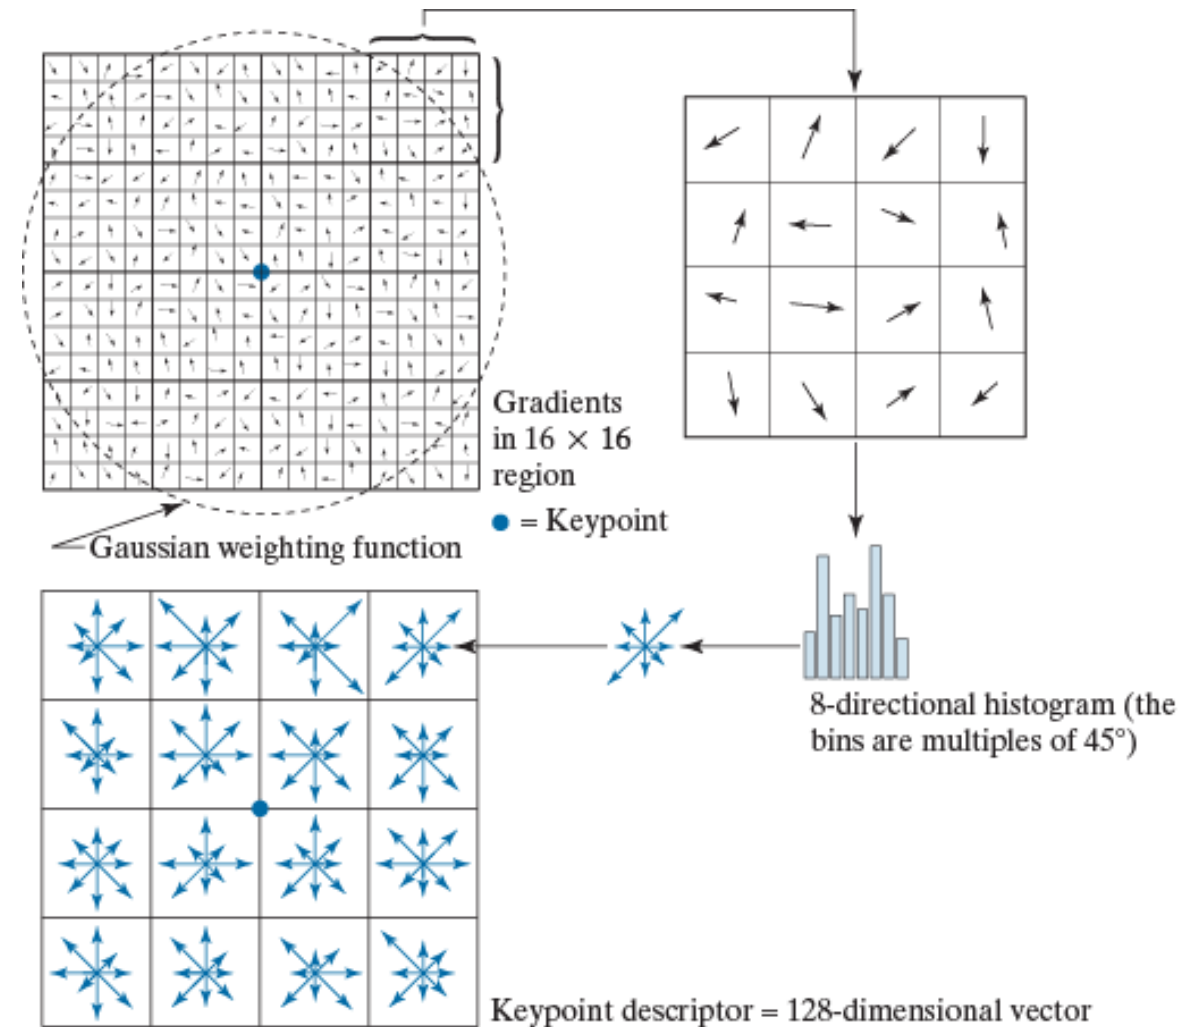 Gradients
in 16 × 16
region
= Keypoint
Gaussian weighting function
8-directional histogram (the
bins are multiples of 45°)
Keypoint descriptor = 128-dimensional vector